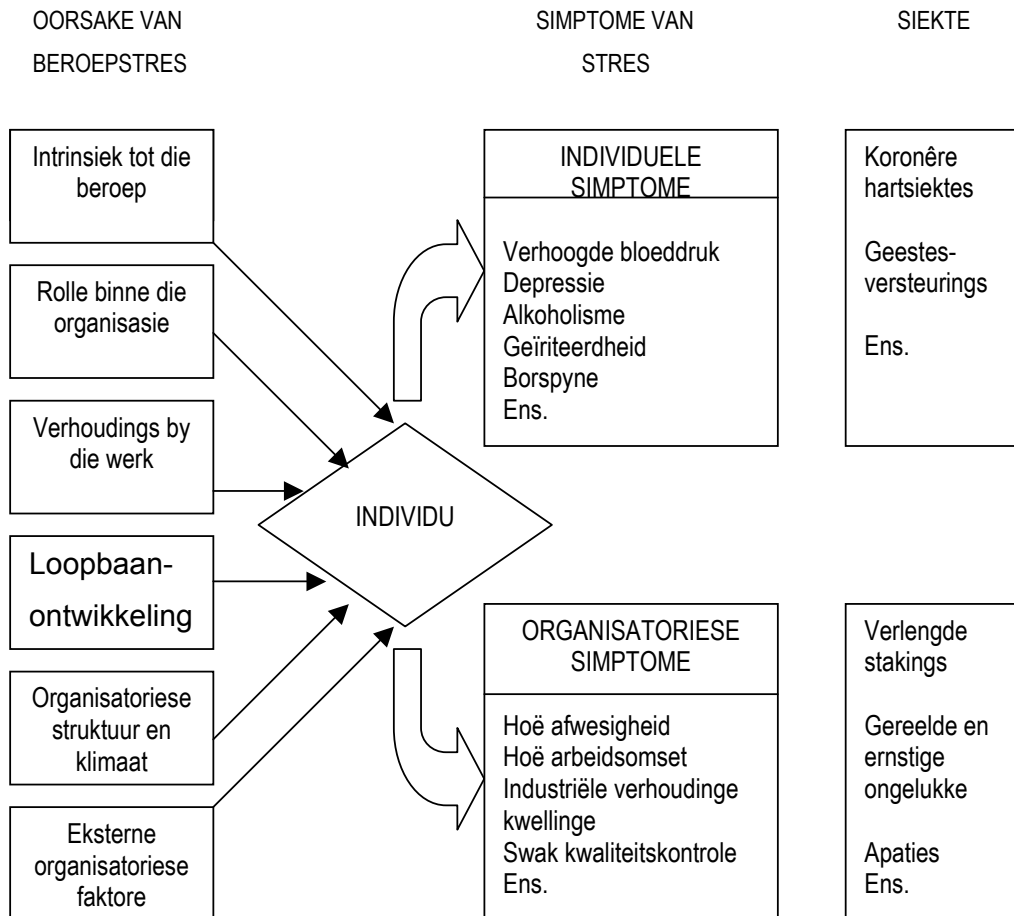 OORSAKE VAN
BEROEPSTRES
SIMPTOME VAN
STRES
SIEKTE
Intrinsiek tot die
beroep
Rolle binne die
organisasie
Verhoudings by
die werk
Loopbaan-
ontwikkeling
Organisatoriese
struktuur en
klimaat
Eksterne
organisatoriese
faktore
INDIVIDU
INDIVIDUELE
SIMPTOME
Verhoogde bloeddruk
Depressie
Alkoholisme
Geïriteerdheid
Borspyne
Ens.
ORGANISATORIESE
SIMPTOME
Hoë afwesigheid
Hoë arbeidsomset
Industriële verhoudinge
kwellinge
Swak kwaliteitskontrole
Ens.
Koronêre
hartsiektes
Geestes-
versteurings
Ens.
Verlengde
stakings
Gereelde en
ernstige
ongelukke
Apaties
Ens.